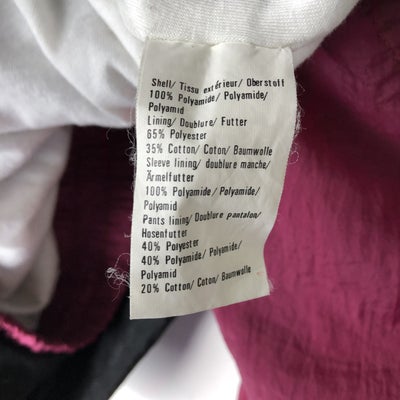 Shell/ Tissu extérieur/ Oberstoff
100% Polyamide/ Polyamide/
Polyamid
Lining/ Doublure/ Futter
65% Polyester
35% Cotton/ Coton/ Baumwolle
Sleeve lining/ doublure manche/
Ärmelfutter
100% Polyamide/ Polyamide/
Polyamid
Pants lining/ Doublure pantalon/
Hosenfutter
40% Polyester
40% Polyamide/ Polyamide/
Polyamid
20% Cotton/ Coton/ Baumwolle